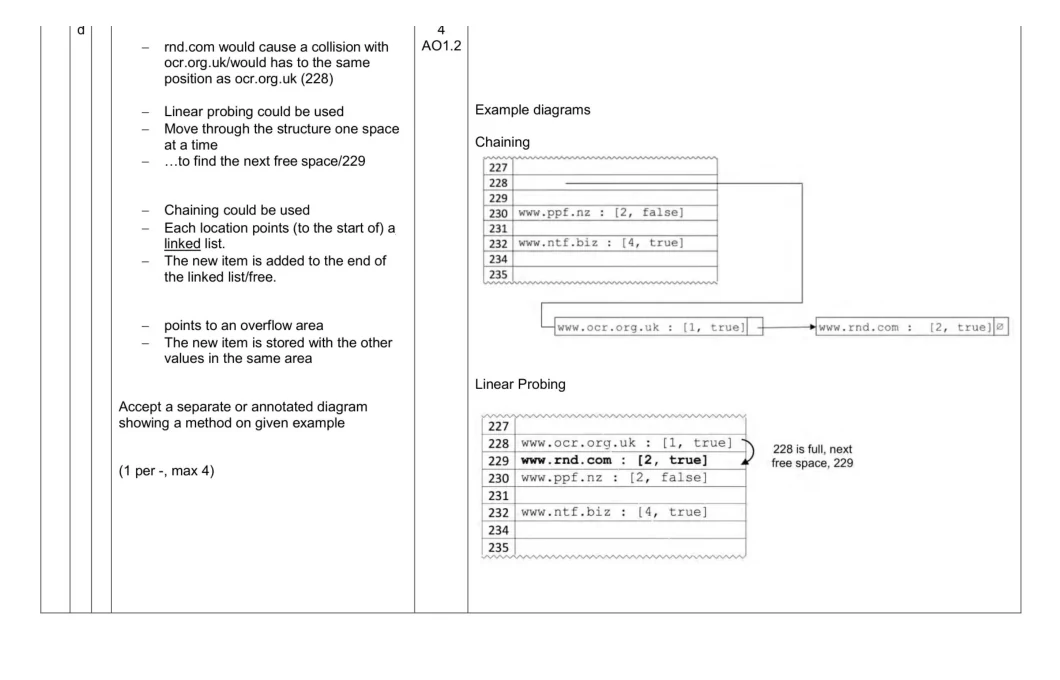 d
– rnd.com would cause a collision with
ocr.org.uk/would has to the same
position as ocr.org.uk (228)
– Linear probing could be used
– Move through the structure one space
at a time
– …to find the next free space/229
– Chaining could be used
– Each location points (to the start of) a
linked list.
– The new item is added to the end of
the linked list/free.
– points to an overflow area
– The new item is stored with the other
values in the same area
Accept a separate or annotated diagram
showing a method on given example
(1 per -, max 4)
4
AO1.2
Example diagrams
Chaining
227
228
229
230 www.ppf.nz : [2, false]
231
232 www.ntf.biz : [4, true]
234
235
www.ocr.org.uk : [1, true] www.rnd.com : [2, true] ∅
Linear Probing
227
228 www.ocr.org.uk : [1, true]
229 www.rnd.com : [2, true]
230 www.ppf.nz : [2, false]
231
232 www.ntf.biz : [4, true]
234
235
228 is full, next
free space, 229